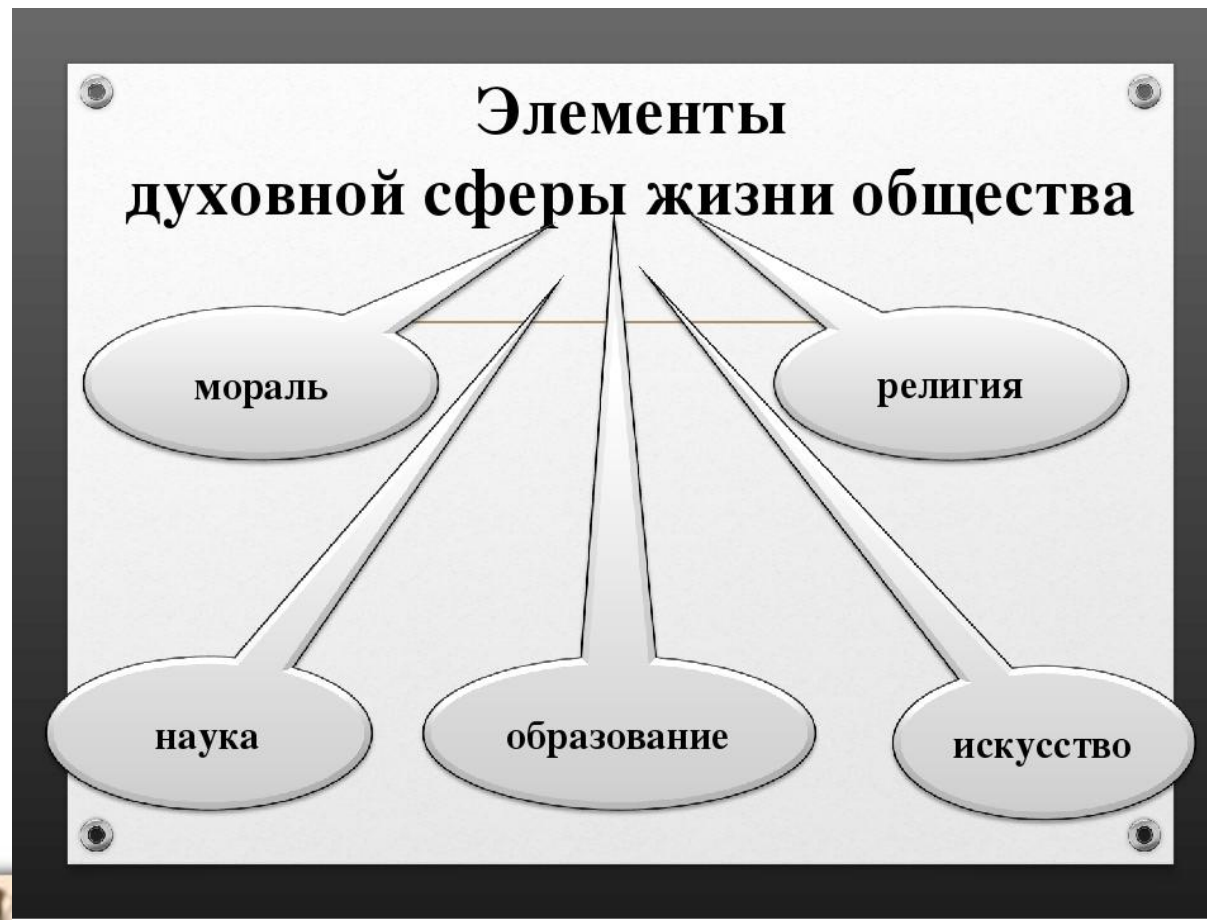 Элементы
духовной сферы жизни общества
мораль
религия
наука
образование
искусство